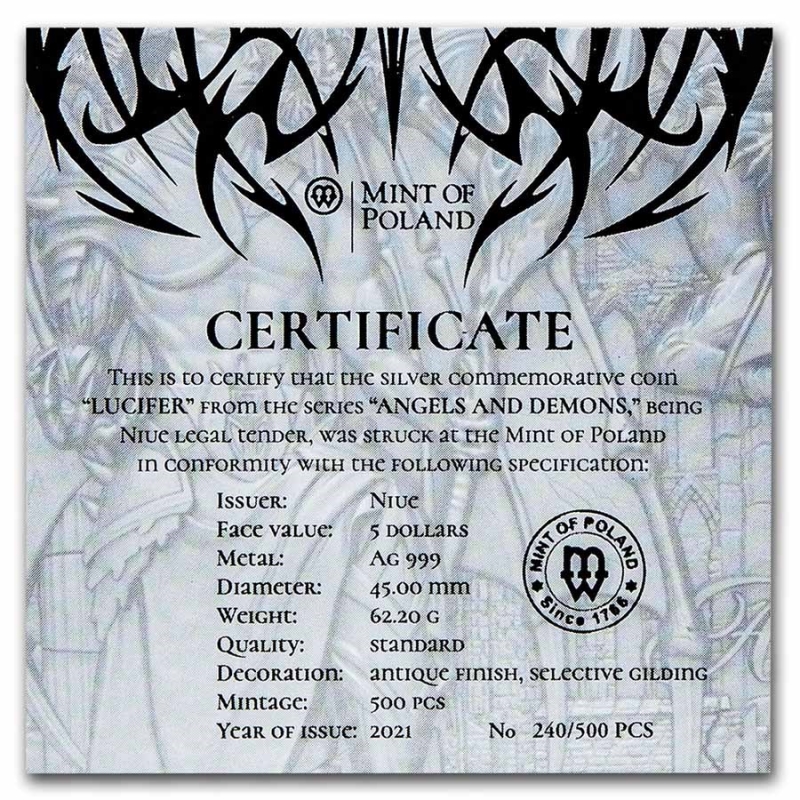 MINT OF
POLAND
CERTIFICATE
THIS IS TO CERTIFY THAT THE SILVER COMMEMORATIVE COIN
“LUCIFER” FROM THE SERIES “ANGELS AND DEMONS,” BEING
NIUE LEGAL TENDER, WAS STRUCK AT THE MINT OF POLAND
IN CONFORMITY WITH THE FOLLOWING SPECIFICATION:
ISSUER: NIUE
FACE VALUE: 5 DOLLARS
METAL: AG 999
DIAMETER: 45.00 MM
WEIGHT: 62.20 G
QUALITY: STANDARD
DECORATION: ANTIQUE FINISH, SELECTIVE GILDING
MINTAGE: 500 PCS
YEAR OF ISSUE: 2021 No 240/500 PCS
MINT OF POLAND
Since 1766